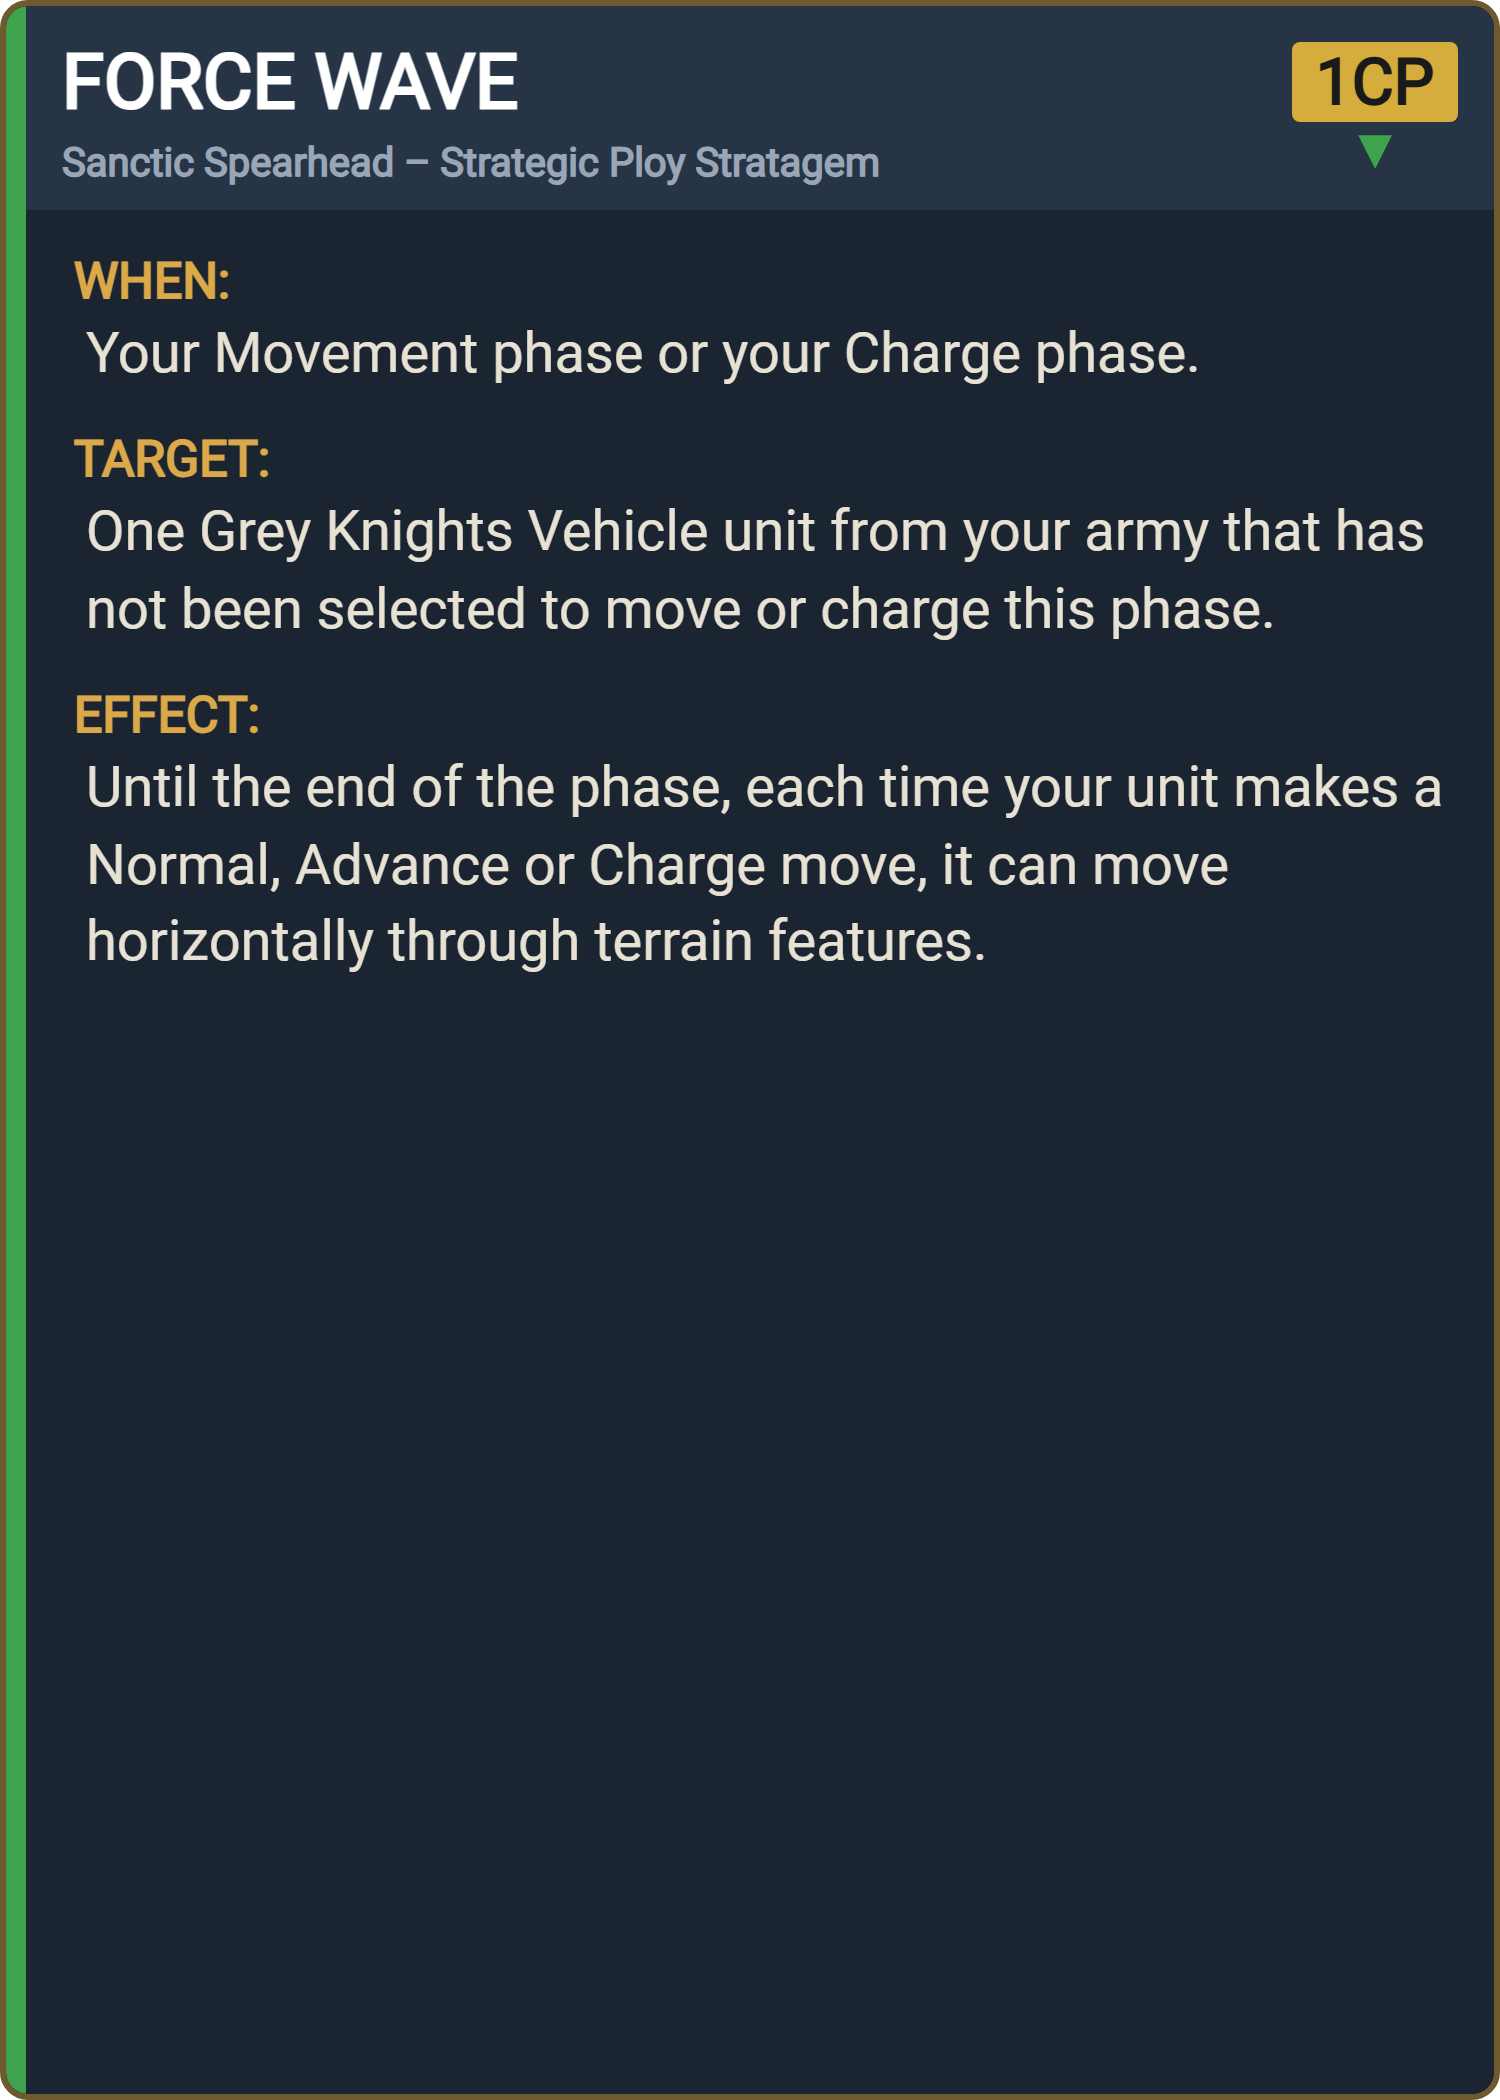 FORCE WAVE
1CP
Sanctic Spearhead – Strategic Ploy Stratagem
WHEN:
Your Movement phase or your Charge phase.
TARGET:
One Grey Knights Vehicle unit from your army that has
not been selected to move or charge this phase.
EFFECT:
Until the end of the phase, each time your unit makes a
Normal, Advance or Charge move, it can move
horizontally through terrain features.